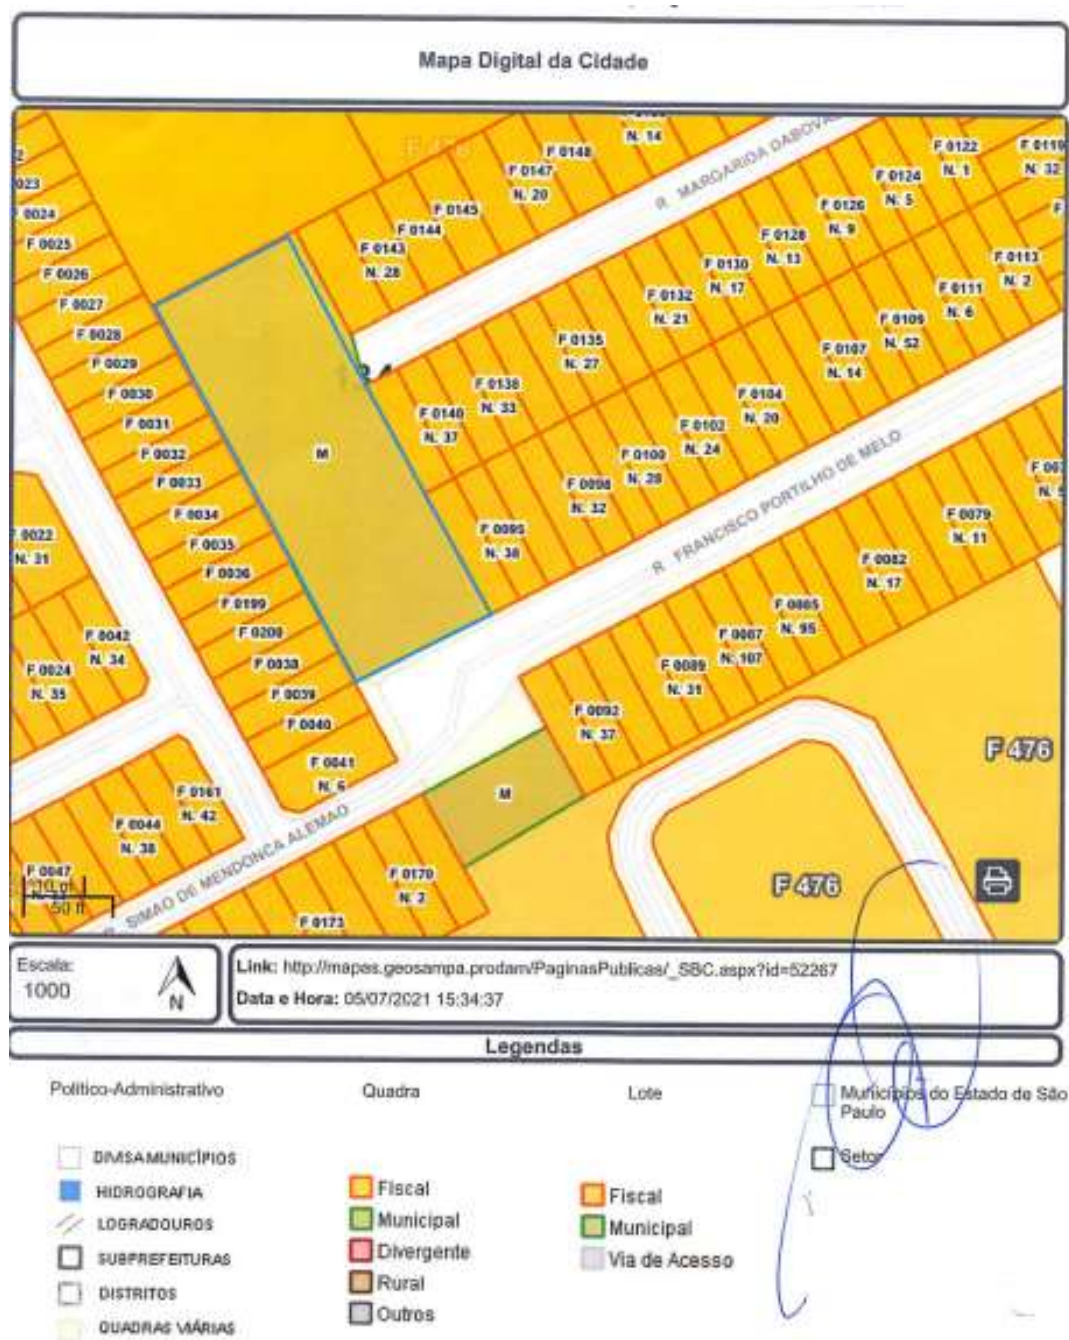 Mapa Digital da Cidade
N. 14
F 0148
F 0147
N. 20
F 0145
F 0144
F 0143
N. 28
R MARGARIDA DABOVA
F 0122
N. 1
F 0119
N. 32
F 0124
N. 5
F 0126
N. 9
F 0128
N. 13
F 0130
N. 17
F 0132
N. 21
F 0135
N. 27
F 0138
N. 33
F 0140
N. 37
F 0113
N. 2
F 0111
N. 6
F 0109
N. 52
F 0107
N. 14
F 0104
N. 20
F 0102
N. 24
F 0100
N. 28
F 0098
N. 32
F 0095
N. 38
023
F 0024
F 0025
F 0026
F 0027
F 0028
F 0029
F 0030
F 0031
F 0032
F 0033
F 0034
F 0035
F 0036
F 0199
F 0200
F 0038
F 0039
F 0040
F 0041
N. 6
M
R FRANCISCO PORTILHO DE MELO
F 0079
N. 11
F 0082
N. 17
F 0085
N. 95
F 0087
N. 107
F 0089
N. 31
F 0092
N. 37
M
F 0022
N. 31
F 0042
N. 34
F 0024
N. 35
F 0161
N. 42
F 0044
N. 38
F 0047
F 0170
N. 2
F 0173
R SIMAO DE MENDONCA ALEMAO
F 476
F 476
10 m
50 ft
Escala:
1000
N
Link: http://mapas.geosampa.prodam/PaginasPublicas/_SBC.aspx?id=52267
Data e Hora: 05/07/2021 15:34:37
Legendas
Político-Administrativo
DIVISA MUNICÍPIOS
HIDROGRAFIA
LOGRADOUROS
SUBPREFEITURAS
DISTRITOS
QUADRAS VIÁRIAS
Quadra
Fiscal
Municipal
Divergente
Rural
Outros
Lote
Fiscal
Municipal
Via de Acesso
Municípios do Estado de São
Paulo
Setor